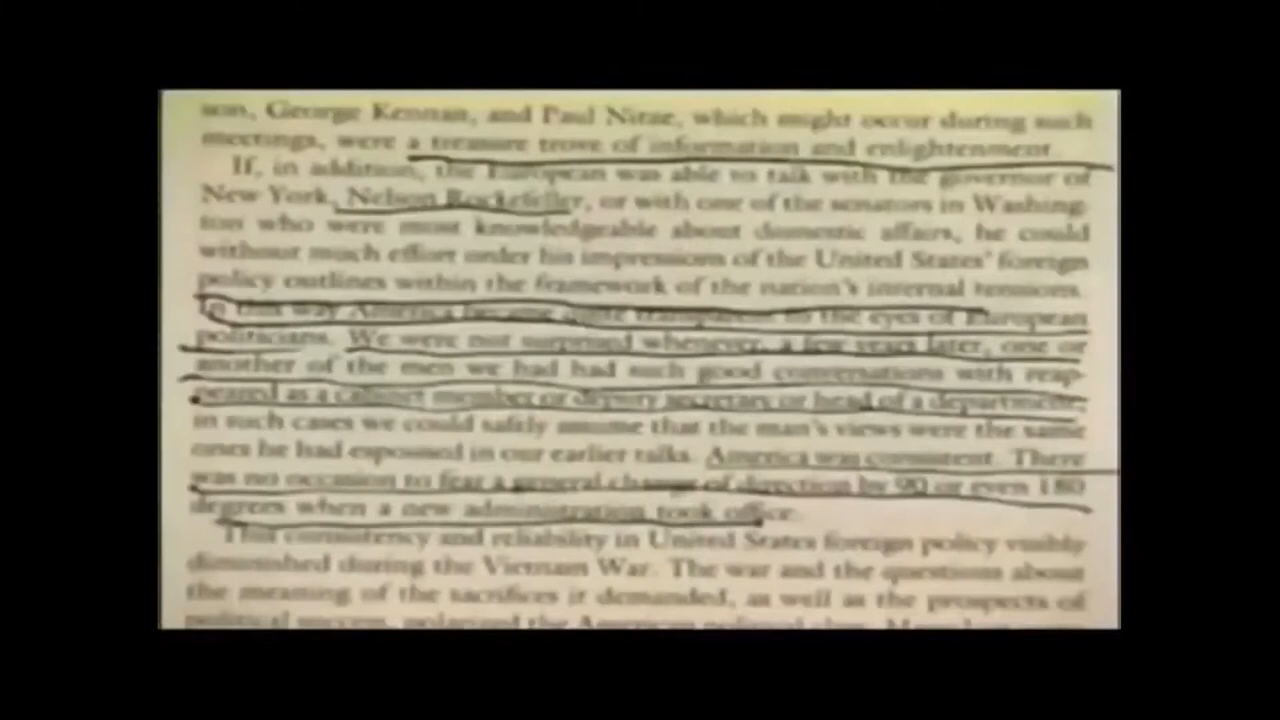 son, George Kennan, and Paul Nitze, which might occur during such
meetings, were a treasure trove of information and enlightenment.
If, in addition, the European was able to talk with the governor of
New York, Nelson Rockefeller, or with one of the senators in Washing-
ton who were most knowledgeable about domestic affairs, he could
without much effort order his impressions of the United States' foreign
policy outlines within the framework of the nation's internal tensions.
In this way America became quite transparent to the eyes of European
politicians. We were not surprised whenever, a few years later, one or
another of the men we had had such good conversations with reap-
peared as a cabinet member or deputy secretary or head of a department;
in such cases we could safely assume that the man's views were the same
ones he had espoused in our earlier talks. America was consistent. There
was no occasion to fear a general change of direction by 90 or even 180
degrees when a new administration took office.
This consistency and reliability in United States foreign policy visibly
diminished during the Vietnam War. The war and the questions about
the meaning of the sacrifices it demanded, as well as the prospects of
political success, polarized the American political